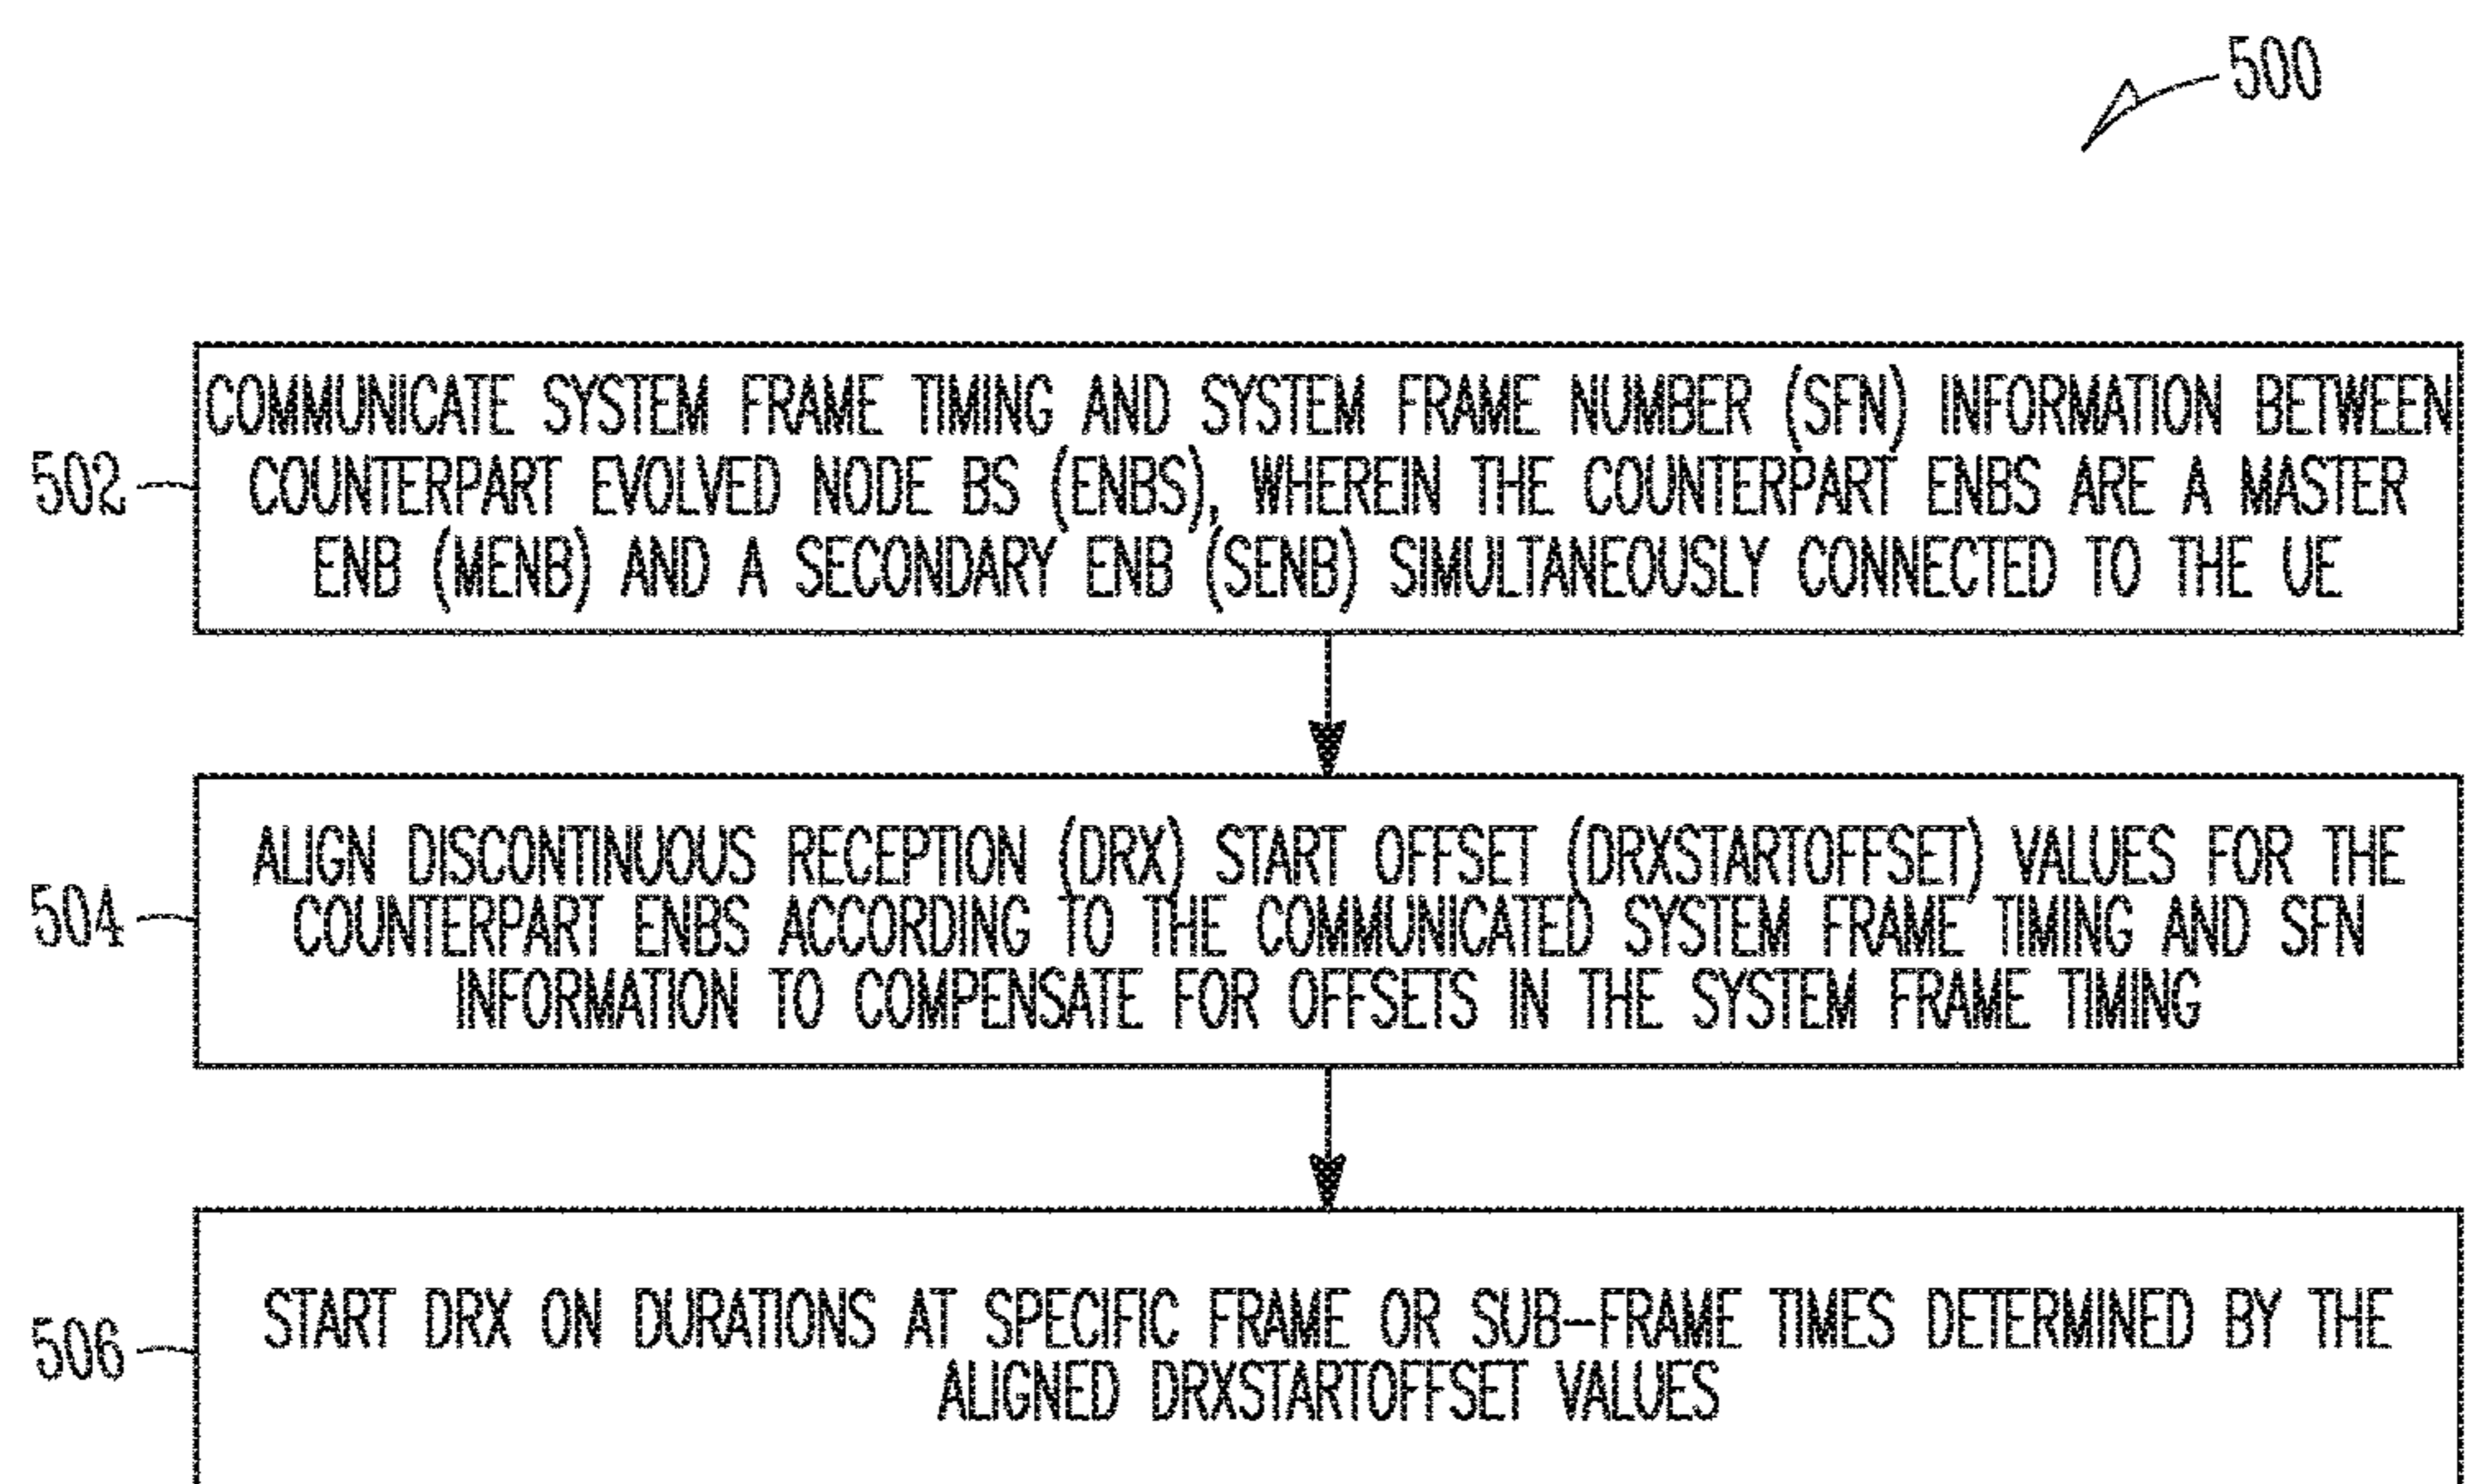 500
COMMUNICATE SYSTEM FRAME TIMING AND SYSTEM FRAME NUMBER (SFN) INFORMATION BETWEEN
COUNTERPART EVOLVED NODE BS (ENBS), WHEREIN THE COUNTERPART ENBS ARE A MASTER
ENB (MENB) AND A SECONDARY ENB (SENB) SIMULTANEOUSLY CONNECTED TO THE UE
502
ALIGN DISCONTINUOUS RECEPTION (DRX) START OFFSET (DRXSTARTOFFSET) VALUES FOR THE
COUNTERPART ENBS ACCORDING TO THE COMMUNICATED SYSTEM FRAME TIMING AND SFN
INFORMATION TO COMPENSATE FOR OFFSETS IN THE SYSTEM FRAME TIMING
504
START DRX ON DURATIONS AT SPECIFIC FRAME OR SUB-FRAME TIMES DETERMINED BY THE
ALIGNED DRXSTARTOFFSET VALUES
506